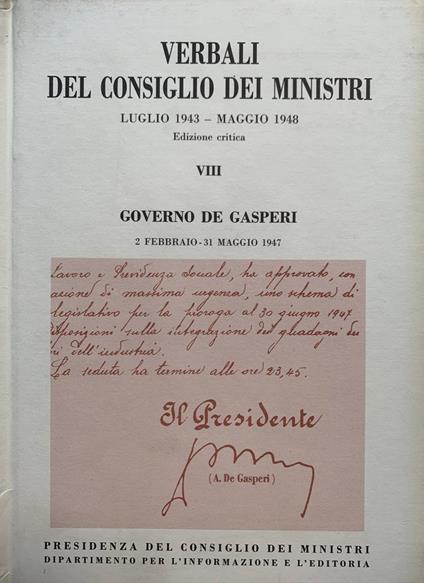 VERBALI
DEL CONSIGLIO DEI MINISTRI
LUGLIO 1943 – MAGGIO 1948
Edizione critica
VIII
GOVERNO DE GASPERI
2 FEBBRAIO - 31 MAGGIO 1947
Lavoro e Previdenza Sociale, ha approvato, con
azione di massima urgenza, uno schema di
legislativo per la proroga al 30 giugno 1947
isposizioni sulla integrazione dei guadagni de
ri dell'industria.
La seduta ha termine alle ore 23,45.
Il Presidente
(A. De Gasperi)
PRESIDENZA DEL CONSIGLIO DEI MINISTRI
DIPARTIMENTO PER L'INFORMAZIONE E L'EDITORIA